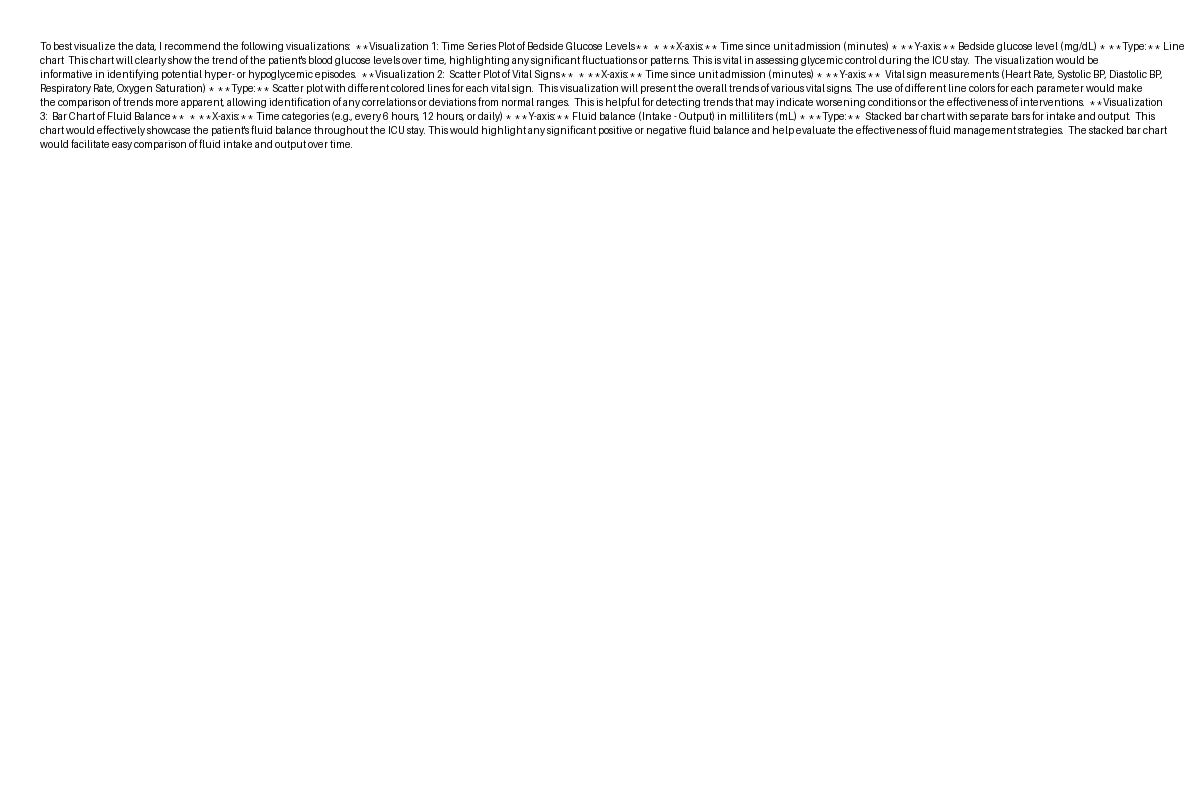 To best visualize the data, I recommend the following visualizations:  **Visualization 1: Time Series Plot of Bedside Glucose Levels**  * **X-axis:** Time since unit admission (minutes) * **Y-axis:** Bedside glucose level (mg/dL) * **Type:** Line
chart  This chart will clearly show the trend of the patient's blood glucose levels over time, highlighting any significant fluctuations or patterns. This is vital in assessing glycemic control during the ICU stay.  The visualization would be
informative in identifying potential hyper- or hypoglycemic episodes.  **Visualization 2:  Scatter Plot of Vital Signs**  * **X-axis:** Time since unit admission (minutes) * **Y-axis:**  Vital sign measurements (Heart Rate, Systolic BP, Diastolic BP,
Respiratory Rate, Oxygen Saturation) * **Type:** Scatter plot with different colored lines for each vital sign.  This visualization will present the overall trends of various vital signs. The use of different line colors for each parameter would make
the comparison of trends more apparent, allowing identification of any correlations or deviations from normal ranges.  This is helpful for detecting trends that may indicate worsening conditions or the effectiveness of interventions.  **Visualization
3:  Bar Chart of Fluid Balance**  * **X-axis:** Time categories (e.g., every 6 hours, 12 hours, or daily) * **Y-axis:** Fluid balance (Intake - Output) in milliliters (mL) * **Type:**  Stacked bar chart with separate bars for intake and output.  This
chart would effectively showcase the patient's fluid balance throughout the ICU stay. This would highlight any significant positive or negative fluid balance and help evaluate the effectiveness of fluid management strategies.  The stacked bar chart
would facilitate easy comparison of fluid intake and output over time.